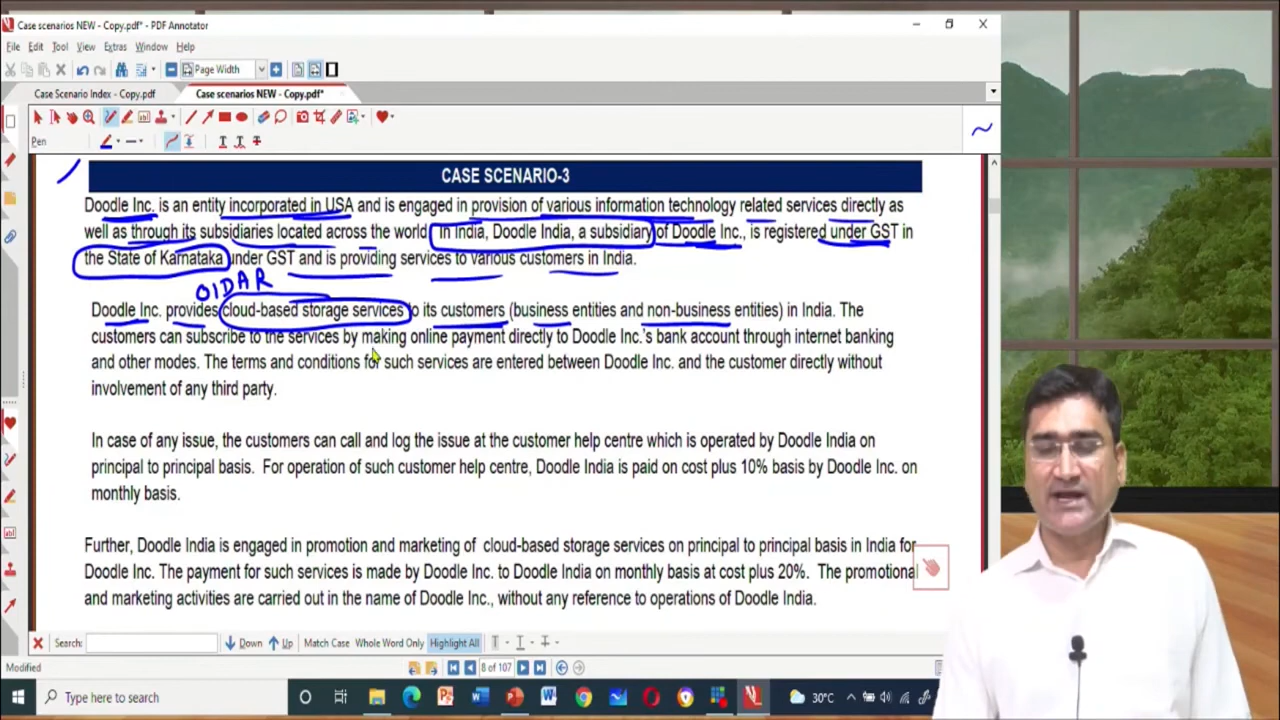 Case scenarios NEW - Copy.pdf* - PDF Annotator
File Edit Tool View Extras Window Help
Page Width
Case Scenario Index - Copy.pdf Case scenarios NEW - Copy.pdf*
Pen
CASE SCENARIO-3
Doodle Inc. is an entity incorporated in USA and is engaged in provision of various information technology related services directly as
well as through its subsidiaries located across the world In India, Doodle India, a subsidiary of Doodle Inc., is registered under GST in
the State of Karnataka under GST and is providing services to various customers in India.
OIDAR
Doodle Inc. provides cloud-based storage services to its customers (business entities and non-business entities) in India. The
customers can subscribe to the services by making online payment directly to Doodle Inc.'s bank account through internet banking
and other modes. The terms and conditions for such services are entered between Doodle Inc. and the customer directly without
involvement of any third party.
In case of any issue, the customers can call and log the issue at the customer help centre which is operated by Doodle India on
principal to principal basis. For operation of such customer help centre, Doodle India is paid on cost plus 10% basis by Doodle Inc. on
monthly basis.
Further, Doodle India is engaged in promotion and marketing of cloud-based storage services on principal to principal basis in India for
Doodle Inc. The payment for such services is made by Doodle Inc. to Doodle India on monthly basis at cost plus 20%. The promotional
and marketing activities are carried out in the name of Doodle Inc., without any reference to operations of Doodle India.
Search: Down Up Match Case Whole Word Only Highlight All
Modified 8 of 107
Type here to search 30°C